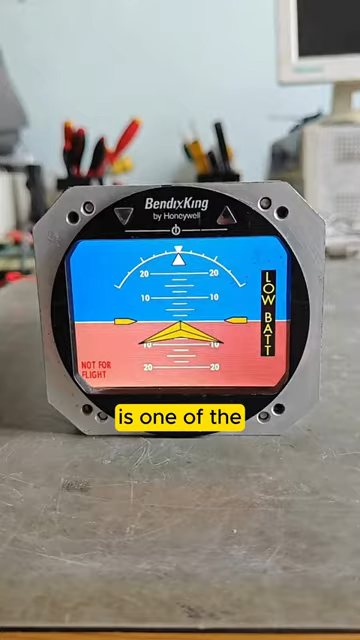 BendixKing
by Honeywell
20 20
10 10
LOW BATT
10 10
NOT FOR
FLIGHT
20 20
is one of the